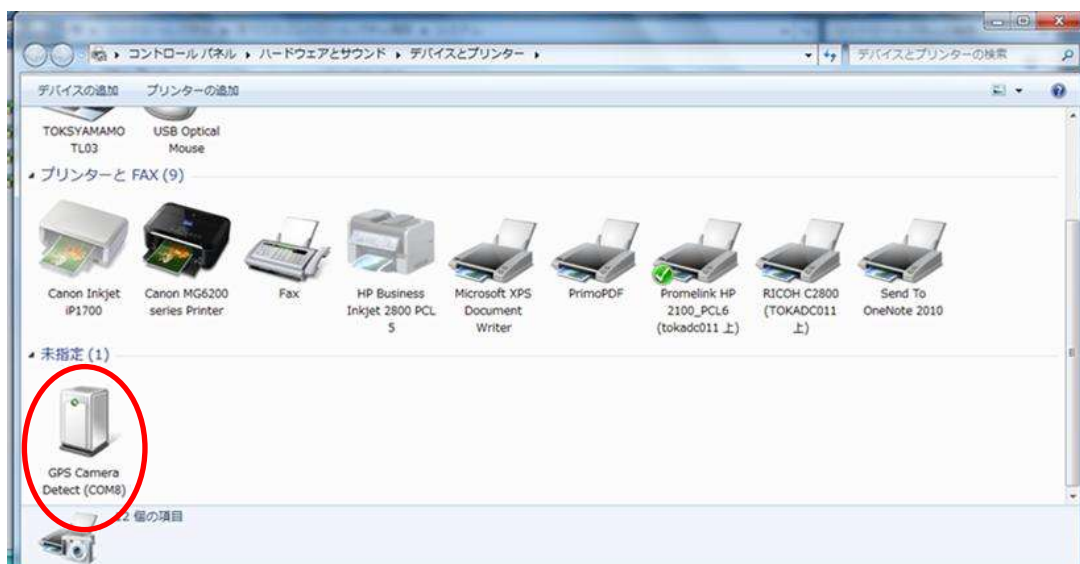 コントロール パネル ▸ ハードウェアとサウンド ▸ デバイスとプリンター ▸
デバイスとプリンターの検索
デバイスの追加 プリンターの追加
TOKSYAMAMO
TL03
USB Optical
Mouse
プリンターと FAX (9)
Canon Inkjet
iP1700
Canon MG6200
series Printer
Fax
HP Business
Inkjet 2800 PCL
5
Microsoft XPS
Document
Writer
PrimoPDF
Promelink HP
2100_PCL6
(tokadc011 上)
RICOH C2800
(TOKADC011
上)
Send To
OneNote 2010
未指定 (1)
GPS Camera
Detect (COM8)
個の項目